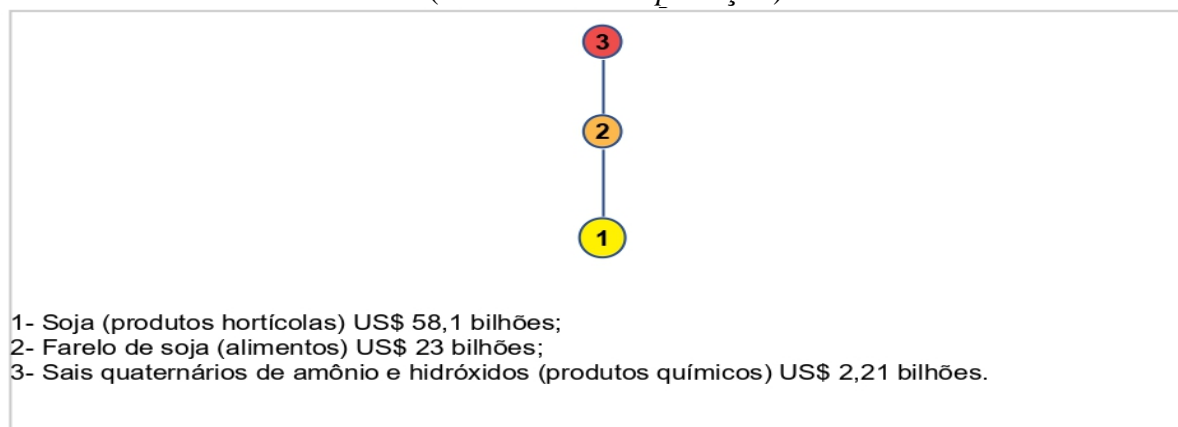 3
2
1
1- Soja (produtos hortícolas) US$ 58,1 bilhões;
2- Farelo de soja (alimentos) US$ 23 bilhões;
3- Sais quaternários de amônio e hidróxidos (produtos químicos) US$ 2,21 bilhões.